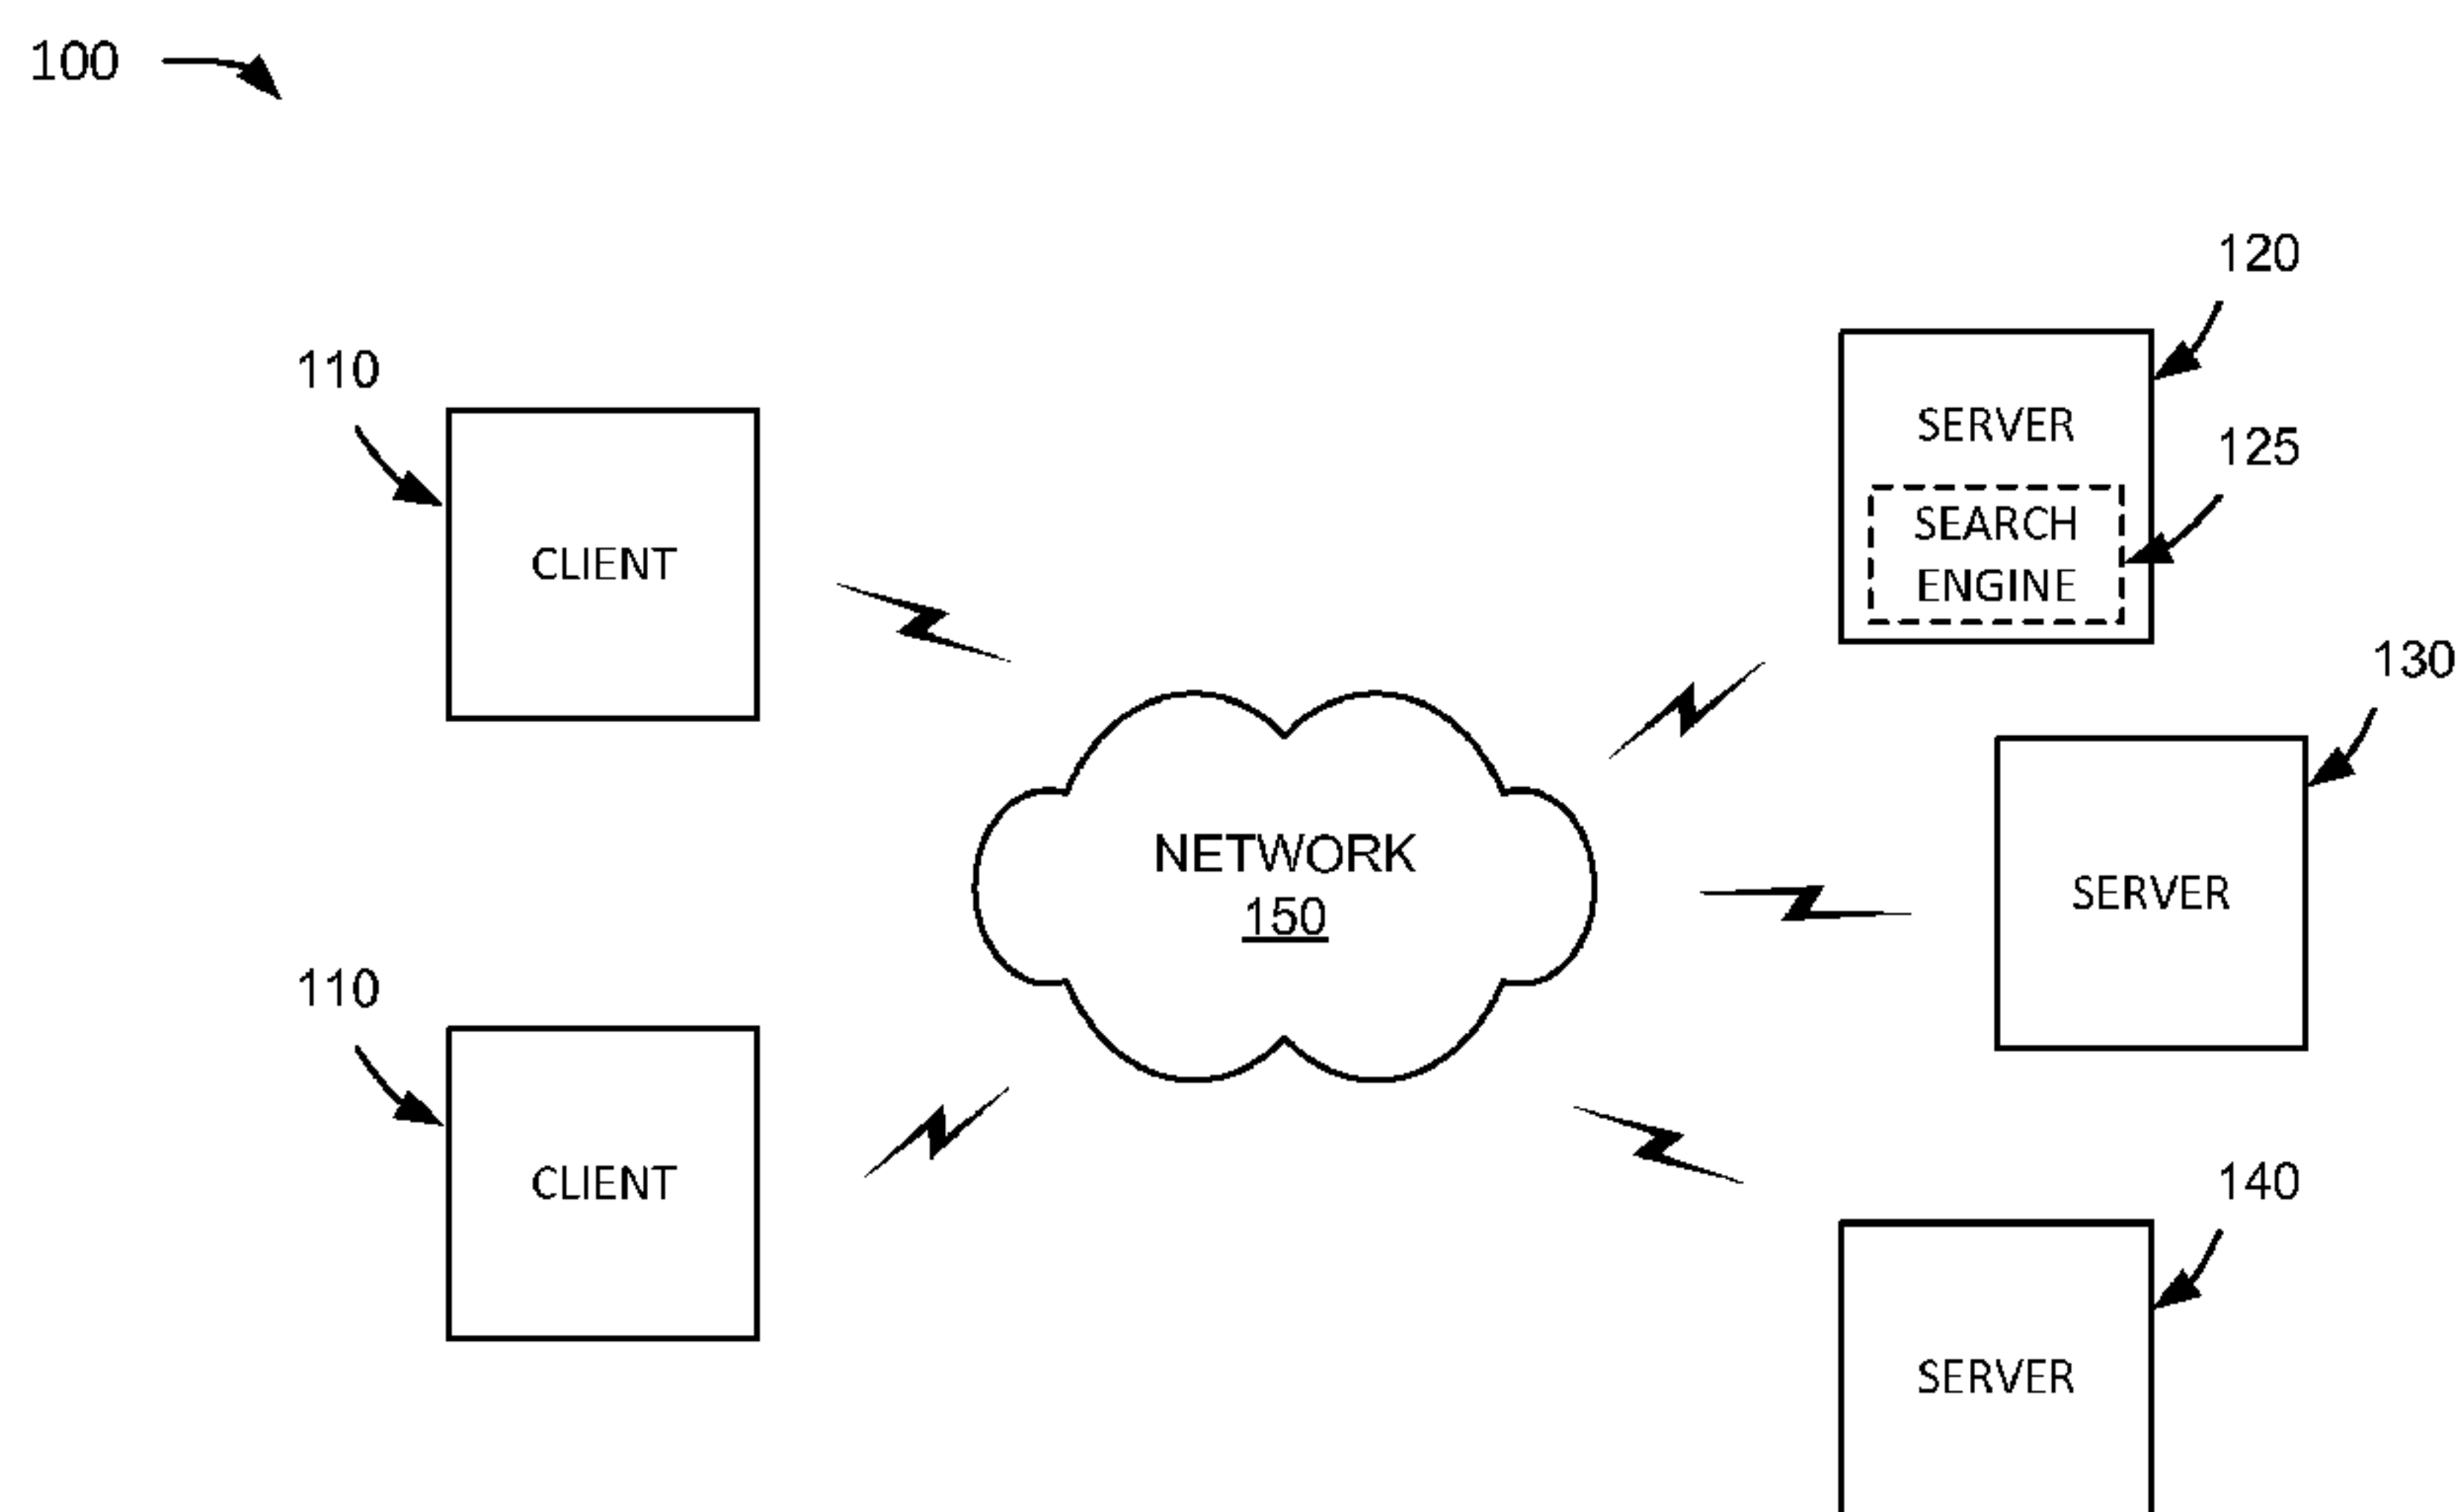 100
120
110
SERVER
125
SEARCH
CLIENT
ENGINE
130
NETWORK
SERVER
150
110
CLIENT
140
SERVER